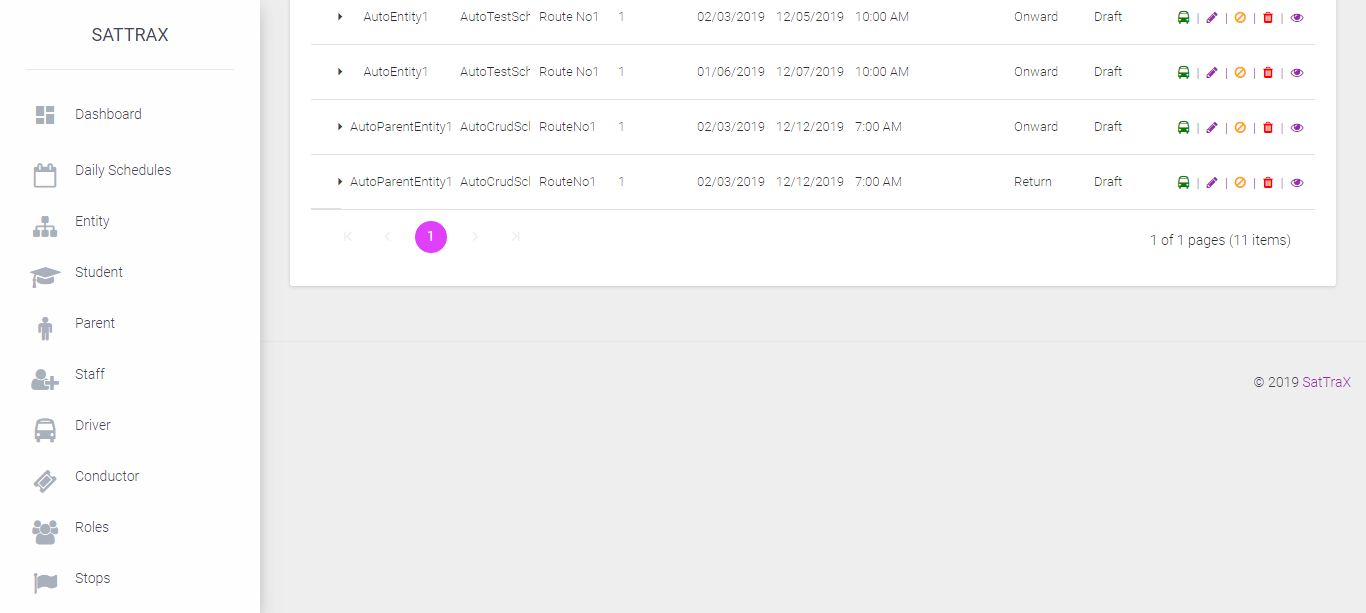 SATTRAX
Dashboard
Daily Schedules
Entity
Student
Parent
Staff
Driver
Conductor
Roles
Stops
AutoEntity1 AutoTestSch Route No1 1 02/03/2019 12/05/2019 10:00 AM Onward Draft | | | |
AutoEntity1 AutoTestSch Route No1 1 01/06/2019 12/07/2019 10:00 AM Onward Draft | | | |
AutoParentEntity1 AutoCrudScl RouteNo1 1 02/03/2019 12/12/2019 7:00 AM Onward Draft | | | |
AutoParentEntity1 AutoCrudScl RouteNo1 1 02/03/2019 12/12/2019 7:00 AM Return Draft | | | |
1
1 of 1 pages (11 items)
© 2019 SatTraX